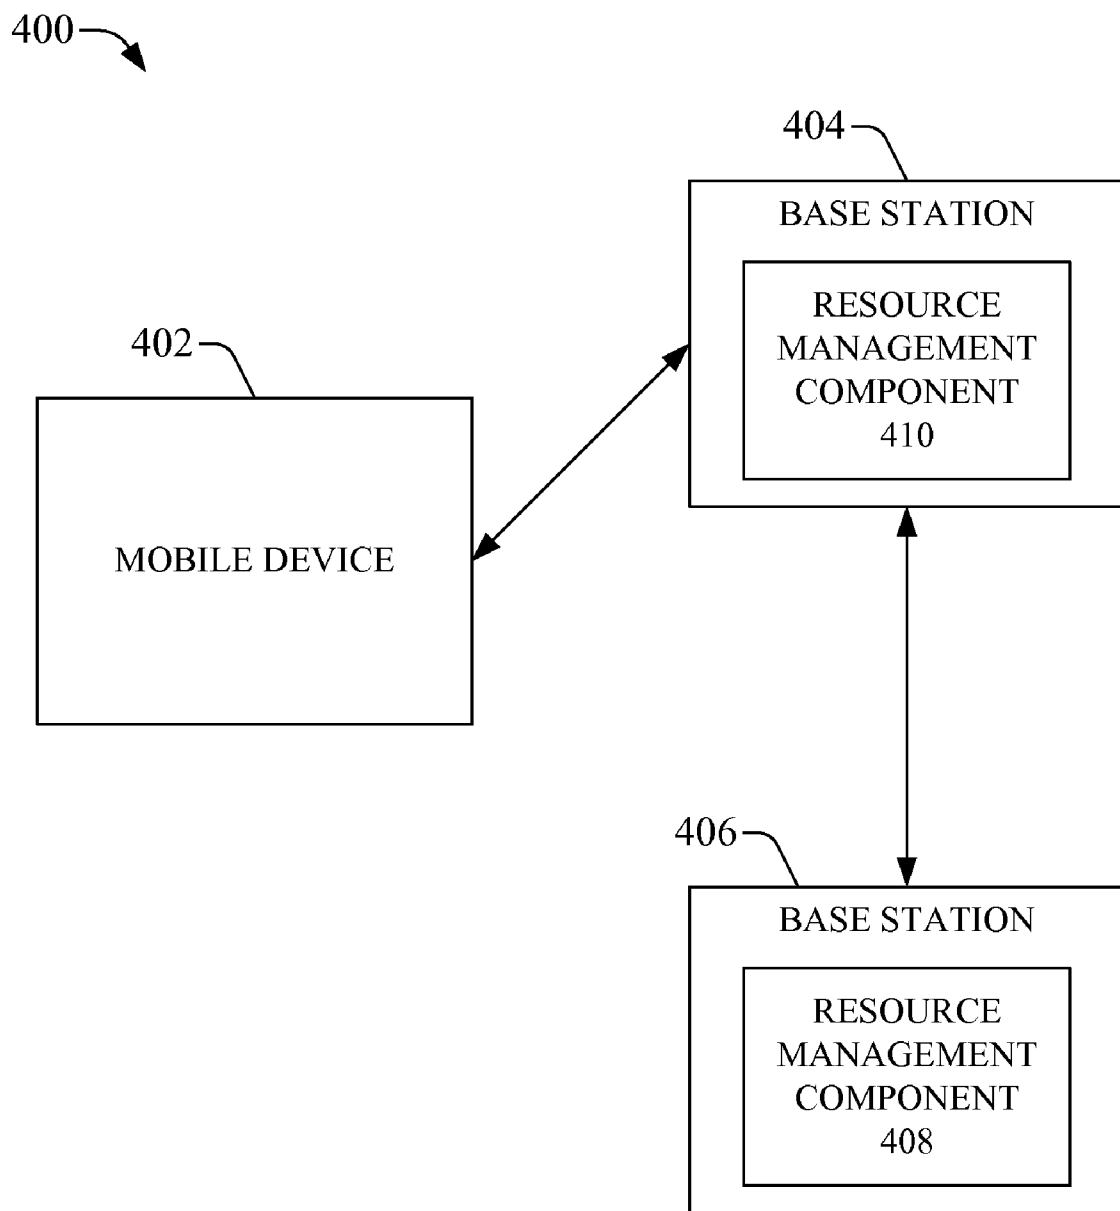 400
404
BASE STATION
RESOURCE
MANAGEMENT
COMPONENT
410
402
MOBILE DEVICE
406
BASE STATION
RESOURCE
MANAGEMENT
COMPONENT
408